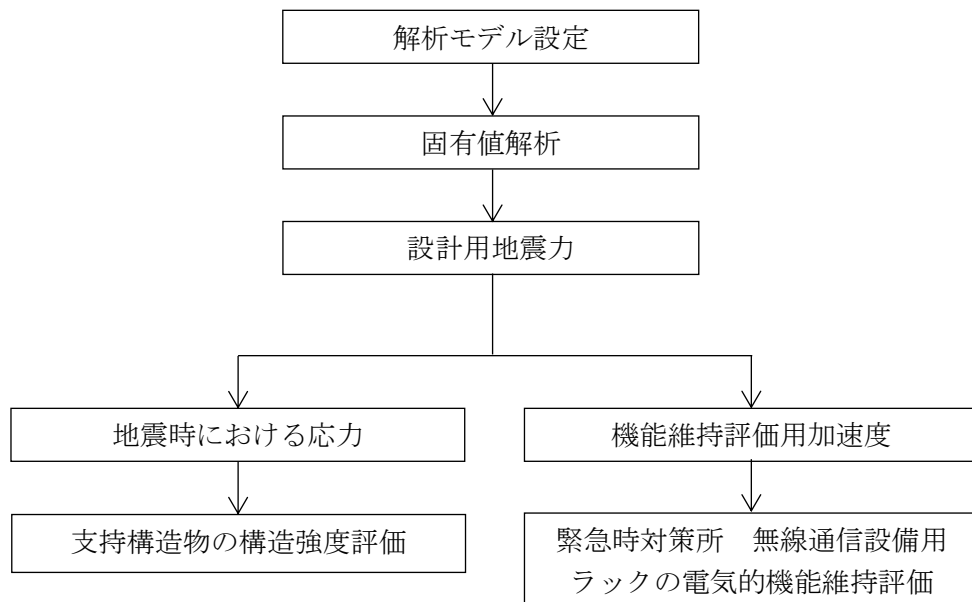 解析モデル設定
固有値解析
設計用地震力
地震時における応力
機能維持評価用加速度
支持構造物の構造強度評価
緊急時対策所　無線通信設備用
ラックの電気的機能維持評価